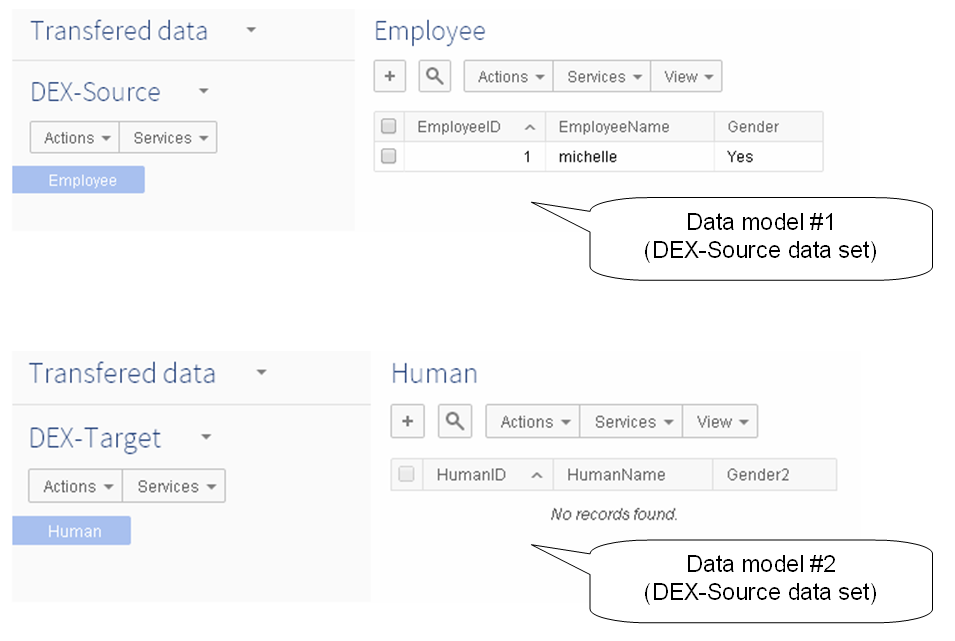 Transfered data
DEX-Source
Actions Services
Employee
Employee
+ Actions Services View
EmployeeID EmployeeName Gender
1 michelle Yes
Data model #1
(DEX-Source data set)
Transfered data
DEX-Target
Actions Services
Human
Human
+ Actions Services View
HumanID HumanName Gender2
No records found.
Data model #2
(DEX-Source data set)